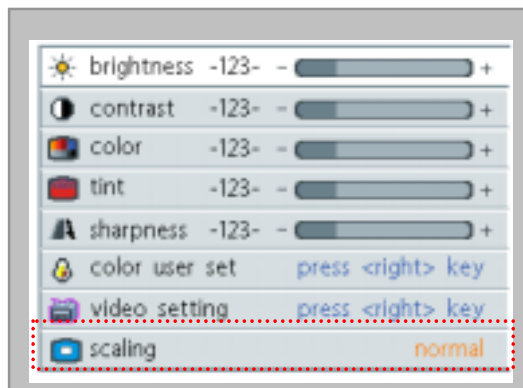 brightness -123- - +
contrast -123- - +
color -123- - +
tint -123- - +
sharpness -123- - +
color user set press <right> key
video setting press <right> key
scaling normal